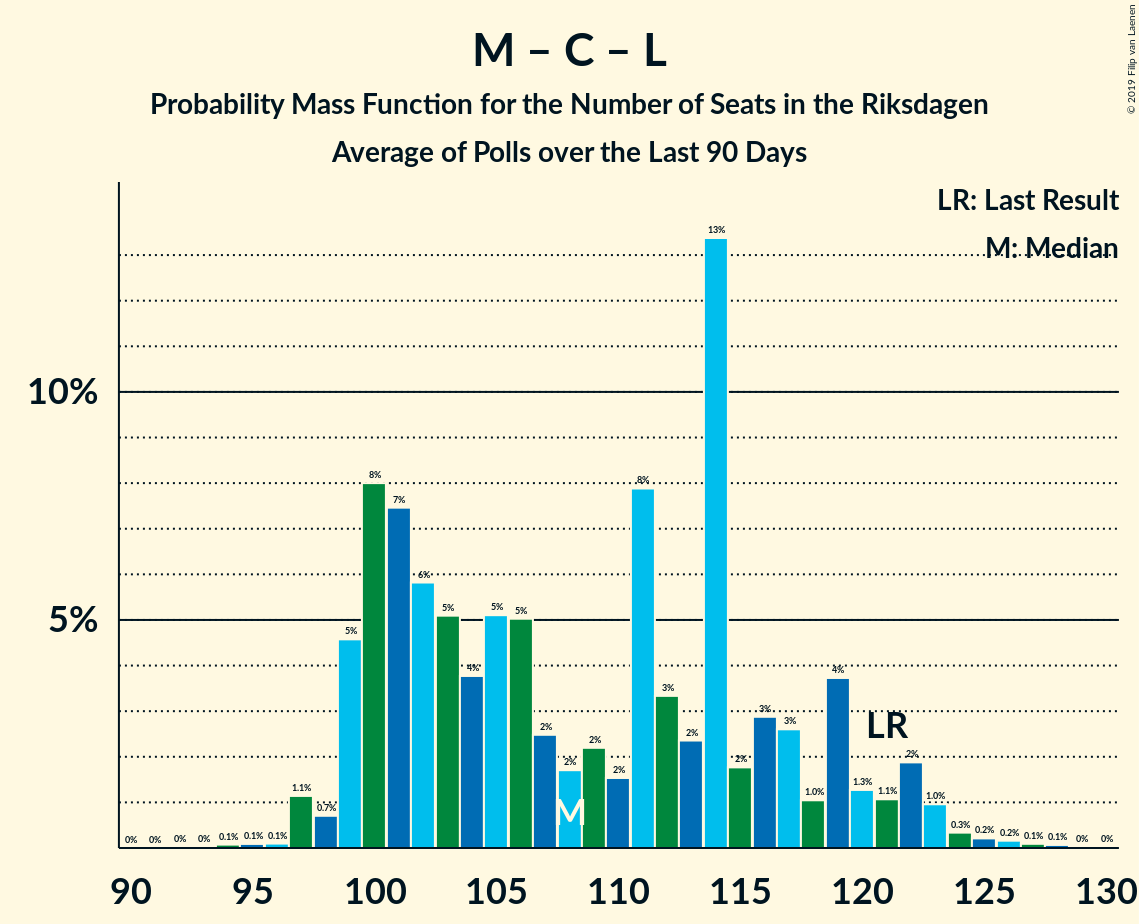 M – C – L
Probability Mass Function for the Number of Seats in the Riksdagen
Average of Polls over the Last 90 Days
© 2019 Filip van Laenen
LR: Last Result
M: Median
10%
5%
0% 0% 0% 0% 0.1% 0.1% 0.1% 1.1% 0.7% 5% 8% 7% 6% 5% 4% 5% 5% 2% 2% 2% 2% 8% 3% 2% 13% 2% 3% 3% 1.0% 4% 1.3% 1.1% 2% 1.0% 0.3% 0.2% 0.2% 0.1% 0.1% 0% 0%
LR
M
90 95 100 105 110 115 120 125 130